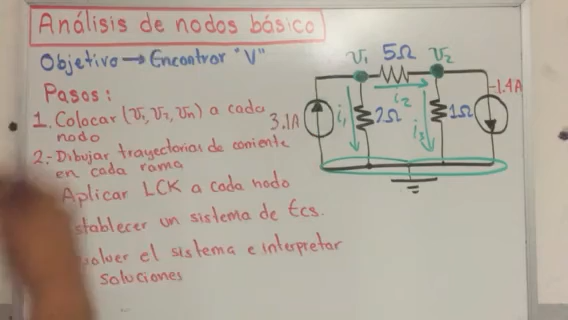 Análisis de nodos básico
Objetivo → Encontrar "V"
Pasos:
1. Colocar (v₁, v₂, vₙ) a cada
nodo
2.- Dibujar trayectorias de corriente
en cada rama
Aplicar LCK a cada nodo
stablecer un sistema de Ecs.
olver el sistema e interpretar
soluciones
v₁ 5Ω v₂
i₂
3.1A i₁ 2Ω i₃ 1Ω -1.4A